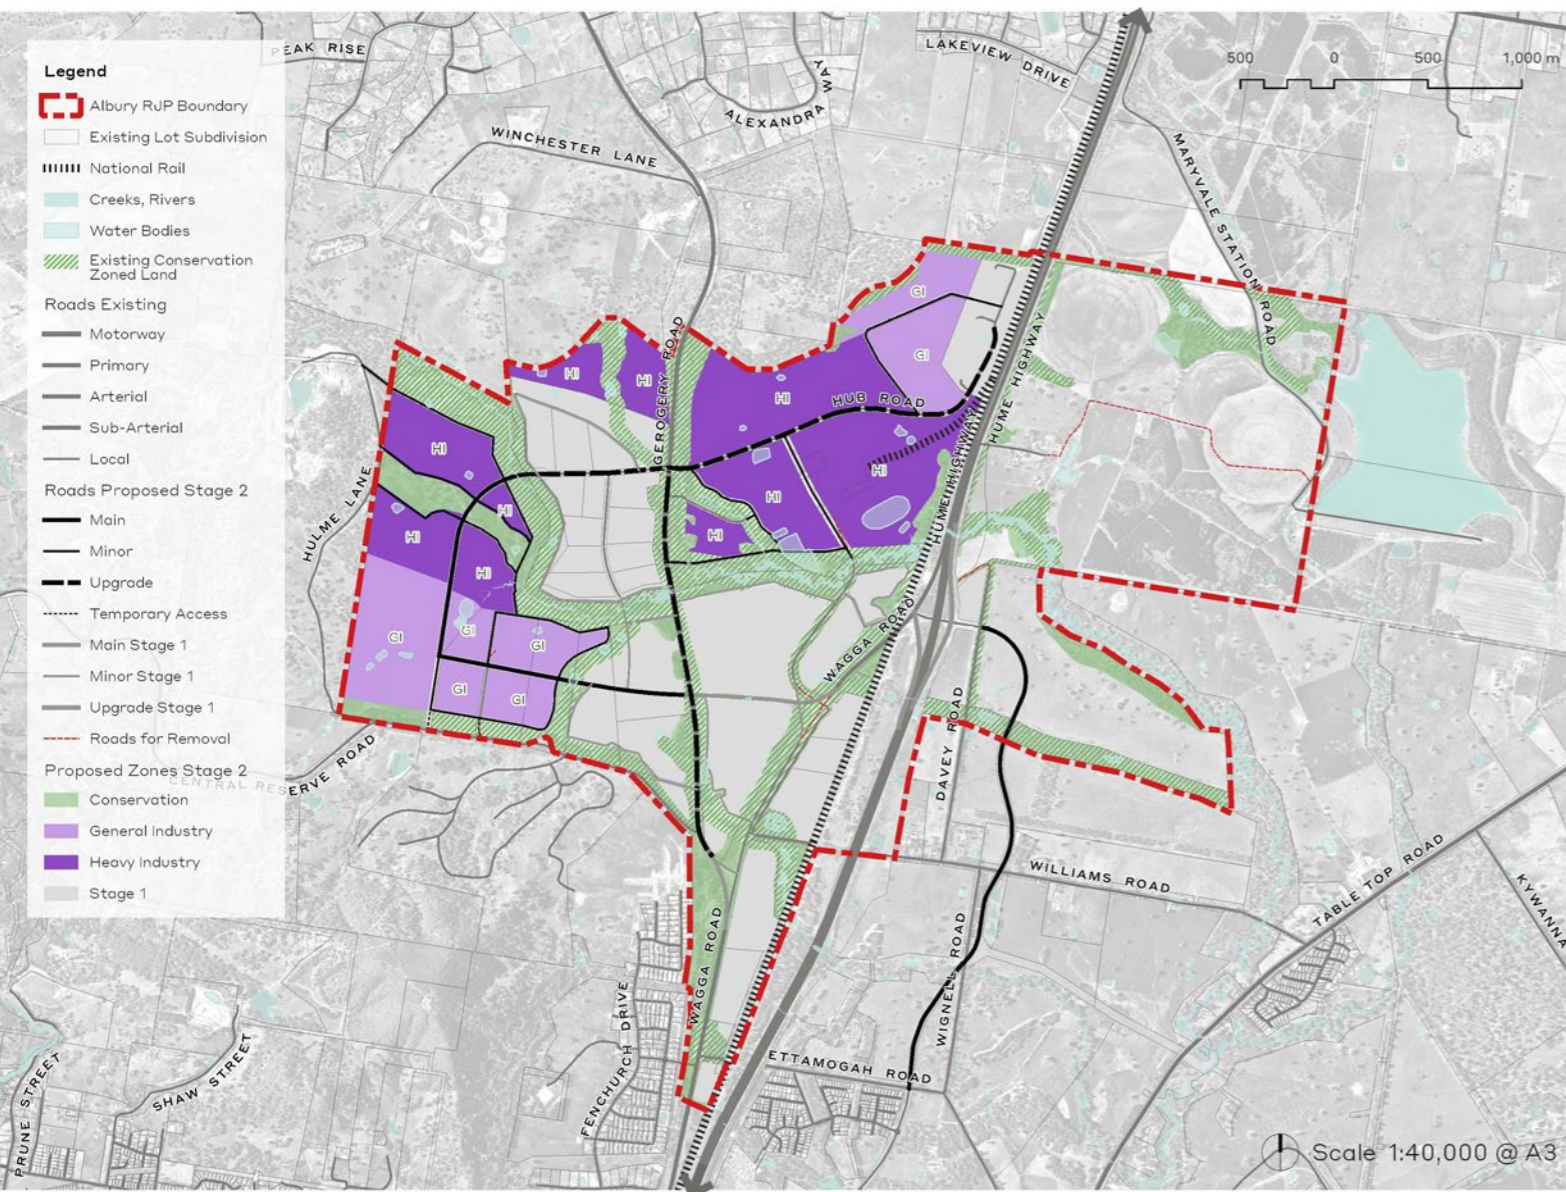 Legend
Albury RJP Boundary
Existing Lot Subdivision
National Rail
Creeks, Rivers
Water Bodies
Existing Conservation
Zoned Land
Roads Existing
Motorway
Primary
Arterial
Sub-Arterial
Local
Roads Proposed Stage 2
Main
Minor
Upgrade
Temporary Access
Main Stage 1
Minor Stage 1
Upgrade Stage 1
Roads for Removal
Proposed Zones Stage 2
Conservation
General Industry
Heavy Industry
Stage 1
PEAK RISE
WINCHESTER LANE
ALEXANDRA WAY
LAKEVIEW DRIVE
500 0 500 1,000 m
MARYVALE STATION ROAD
GEROGERY ROAD
HUB ROAD
HUME HIGHWAY
HUME HIGHWAY
HULME LANE
GI
GI
HI
HI
HI
HI
HI
HI
HI
HI
HI
HI
HI
GI
GI
GI
GI
GI
WAGGA ROAD
DAVEY ROAD
CENTRAL RESERVE ROAD
WILLIAMS ROAD
TABLE TOP ROAD
KYWANNA
WAGGA ROAD
WIGNELL ROAD
FENCHURCH DRIVE
ETTAMOGAH ROAD
SHAW STREET
PRUNE STREET
Scale 1:40,000 @ A3